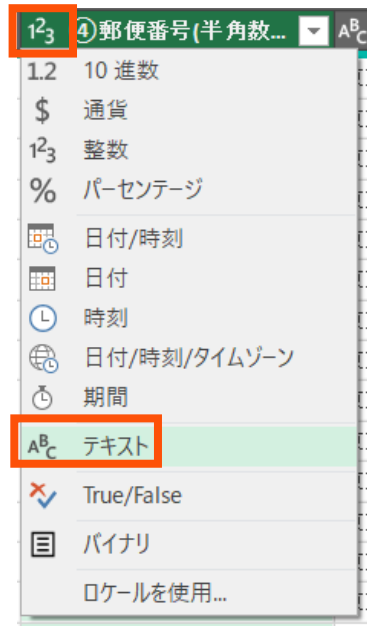 1²3 ④郵便番号(半角数... ABC
1.2 10 進数
$ 通貨
1²3 整数
% パーセンテージ
日付/時刻
日付
時刻
日付/時刻/タイムゾーン
期間
ABC テキスト
True/False
バイナリ
ロケールを使用...